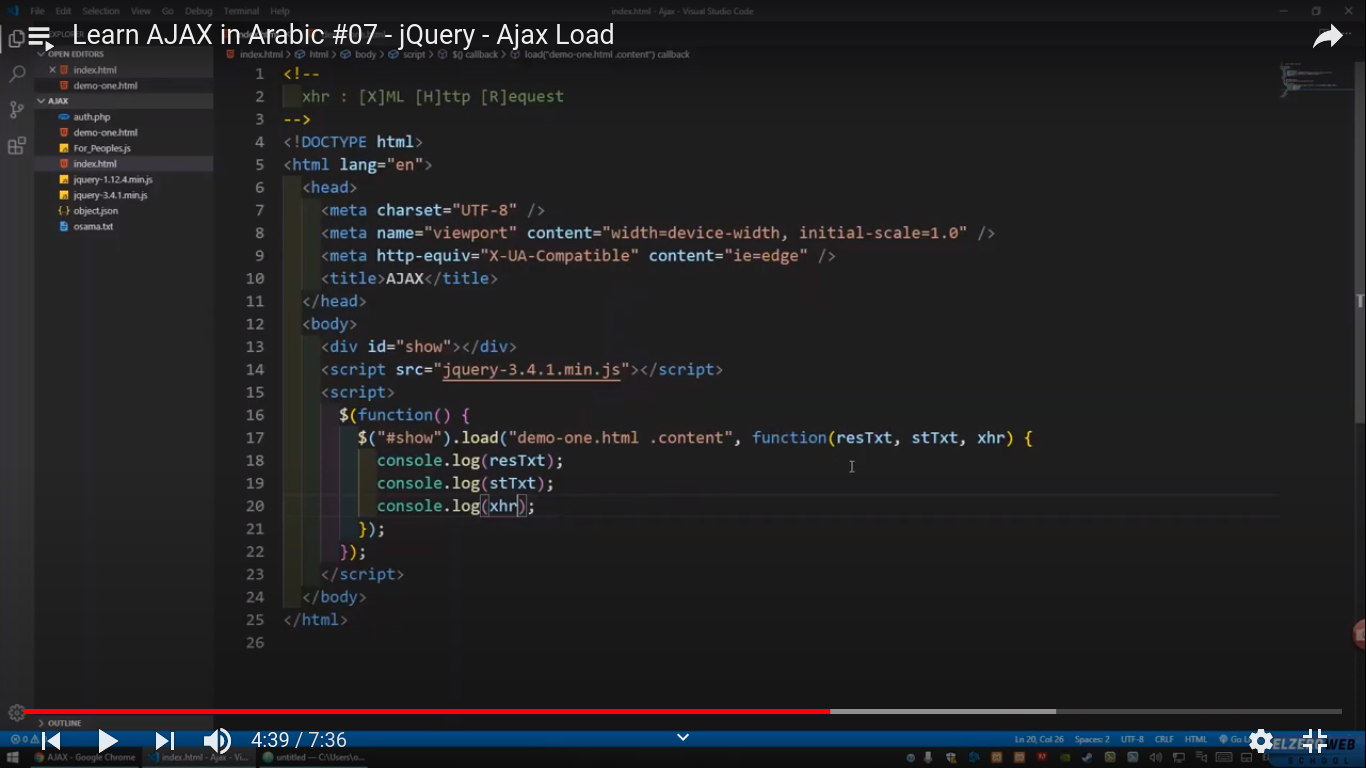 File Edit Selection View Go Debug Terminal Help
index.html - Ajax - Visual Studio Code
Learn AJAX in Arabic #07 - jQuery - Ajax Load
OPEN EDITORS
index.html
demo-one.html
AJAX
auth.php
demo-one.html
For_Peoples.js
index.html
jquery-1.12.4.min.js
jquery-3.4.1.min.js
object.json
osama.txt
OUTLINE
index.html > html > body > script > $() callback > load("demo-one.html .content") callback
1 <!--
2 xhr : [X]ML [H]ttp [R]equest
3 -->
4 <!DOCTYPE html>
5 <html lang="en">
6 <head>
7 <meta charset="UTF-8" />
8 <meta name="viewport" content="width=device-width, initial-scale=1.0" />
9 <meta http-equiv="X-UA-Compatible" content="ie=edge" />
10 <title>AJAX</title>
11 </head>
12 <body>
13 <div id="show"></div>
14 <script src="jquery-3.4.1.min.js"></script>
15 <script>
16 $(function() {
17 $("#show").load("demo-one.html .content", function(resTxt, stTxt, xhr) {
18 console.log(resTxt);
19 console.log(stTxt);
20 console.log(xhr);
21 });
22 });
23 </script>
24 </body>
25 </html>
26
4:39 / 7:36
Ln 20, Col 26 Spaces: 2 UTF-8 CRLF HTML
ELZERO WEB
SCHOOL
AJAX - Google Chrome
index.html - Ajax - Vi...
untitled — C:\Users\o...